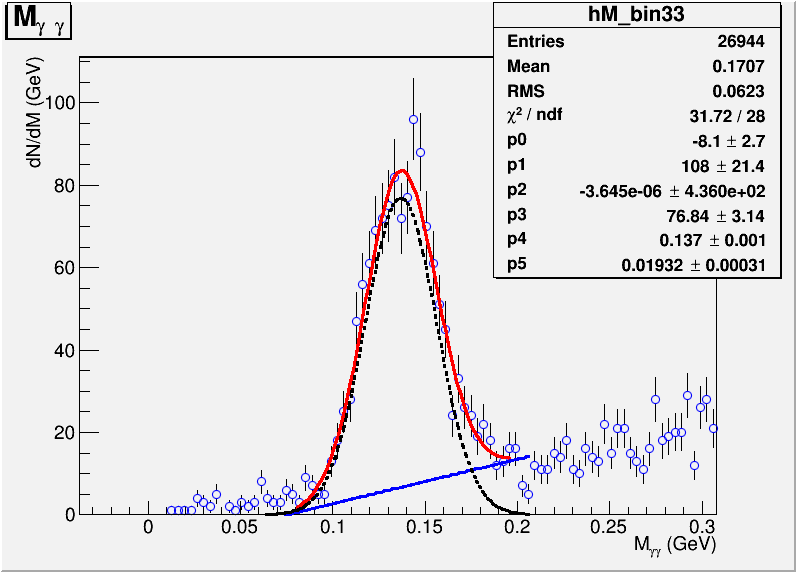 Mγ γ
hM_bin33
Entries 26944
Mean 0.1707
RMS 0.0623
χ² / ndf 31.72 / 28
p0 -8.1 ± 2.7
p1 108 ± 21.4
p2 -3.645e-06 ± 4.360e+02
p3 76.84 ± 3.14
p4 0.137 ± 0.001
p5 0.01932 ± 0.00031
dN/dM (GeV)
100
80
60
40
20
0
0 0.05 0.1 0.15 0.2 0.25 0.3
Mγγ (GeV)